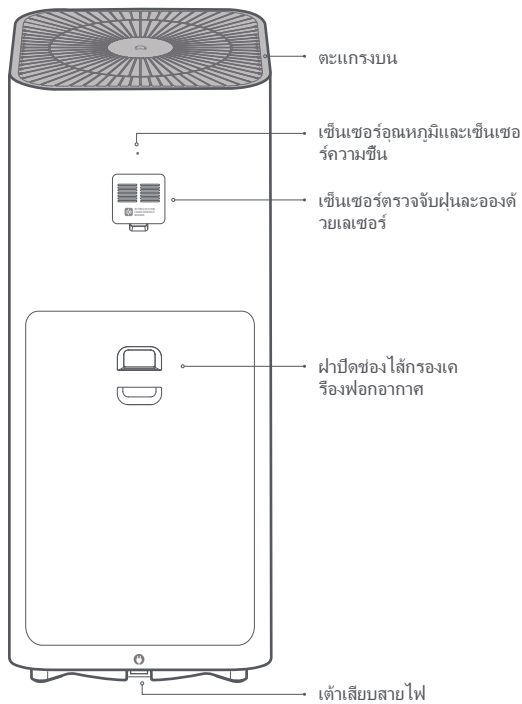 ตะแกรงบน
เซ็นเซอร์อุณหภูมิและเซ็นเซอ
ร์ความชื้น
เซ็นเซอร์ตรวจจับฝุ่นละอองด้
วยเลเซอร์
ฝาปิดช่องไส้กรองเค
รื่องฟอกอากาศ
เต้าเสียบสายไฟ